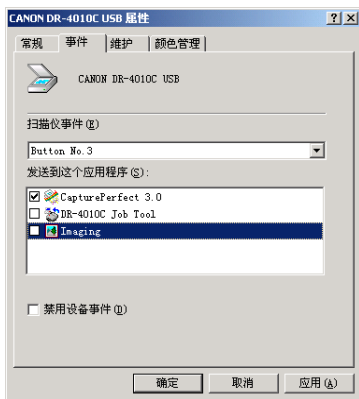 CANON DR-4010C USB 属性
常规 事件 维护 颜色管理
CANON DR-4010C USB
扫描仪事件(E)
Button No.3
发送到这个应用程序(S):
CapturePerfect 3.0
DR-4010C Job Tool
Imaging
禁用设备事件(D)
确定 取消 应用(A)